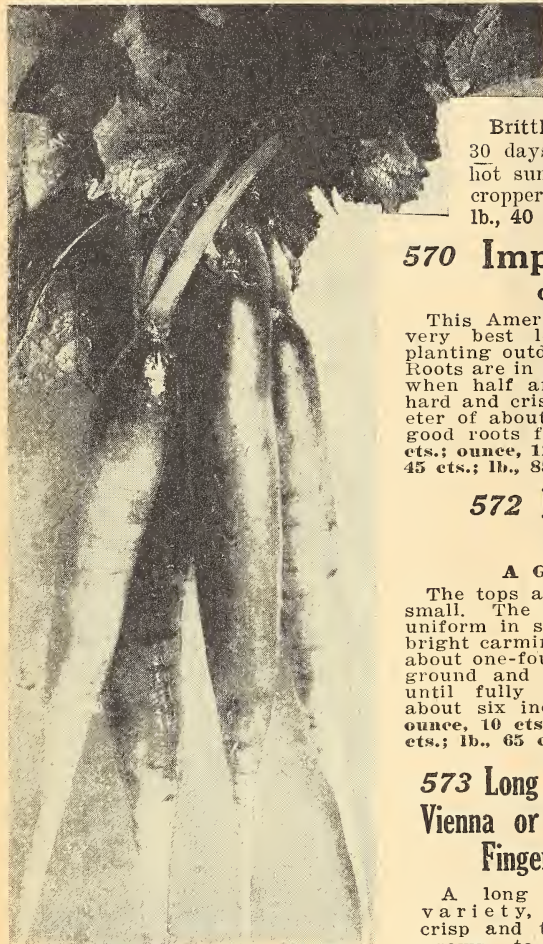 Brittl
30 days
hot sun
cropper
lb., 40
570 Imp
This Amer
very best l
planting outd
Roots are in
when half a
hard and cris
eter of about
good roots f
cts.; ounce, 1
45 cts.; lb., 8
572
A G
The tops a
small. The
uniform in s
bright carmin
about one-fou
ground and
until fully
about six in
ounce, 10 cts
cts.; lb., 65 c
573 Long
Vienna or
Finger
A long
variety,
crisp and t